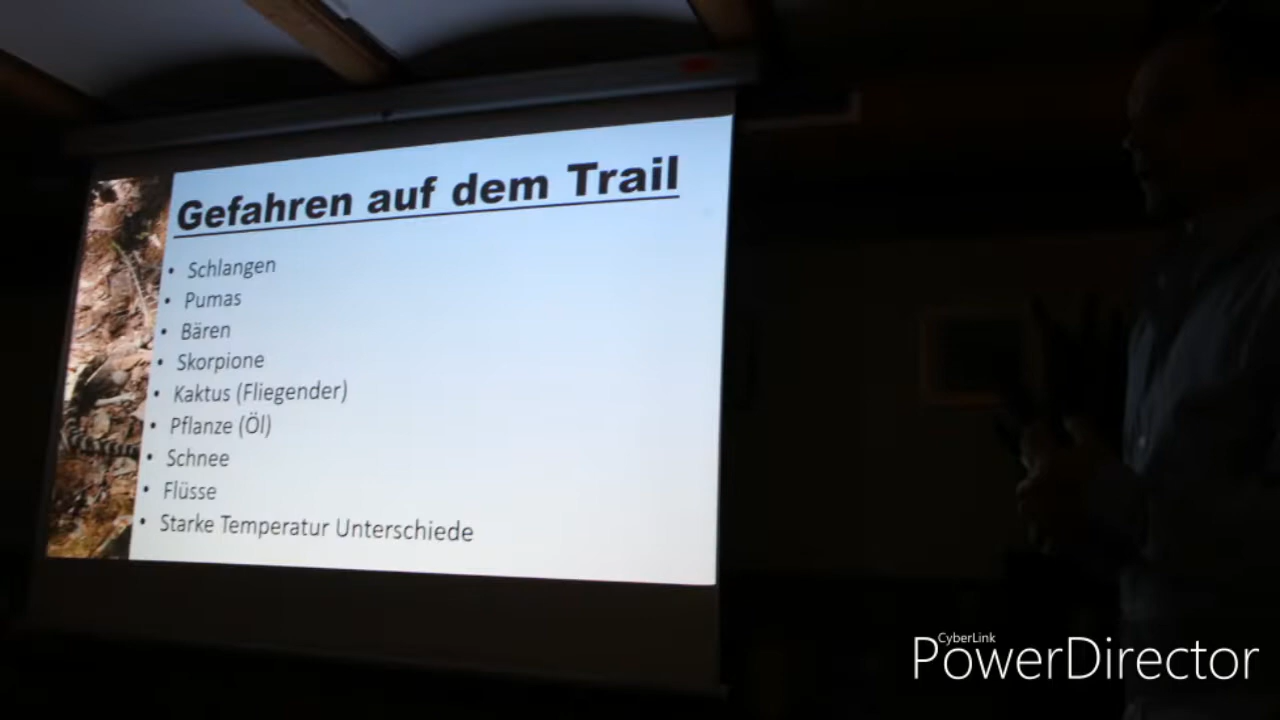 Gefahren auf dem Trail
• Schlangen
• Pumas
• Bären
• Skorpione
• Kaktus (Fliegender)
• Pflanze (Öl)
• Schnee
• Flüsse
• Starke Temperatur Unterschiede
CyberLink
PowerDirector